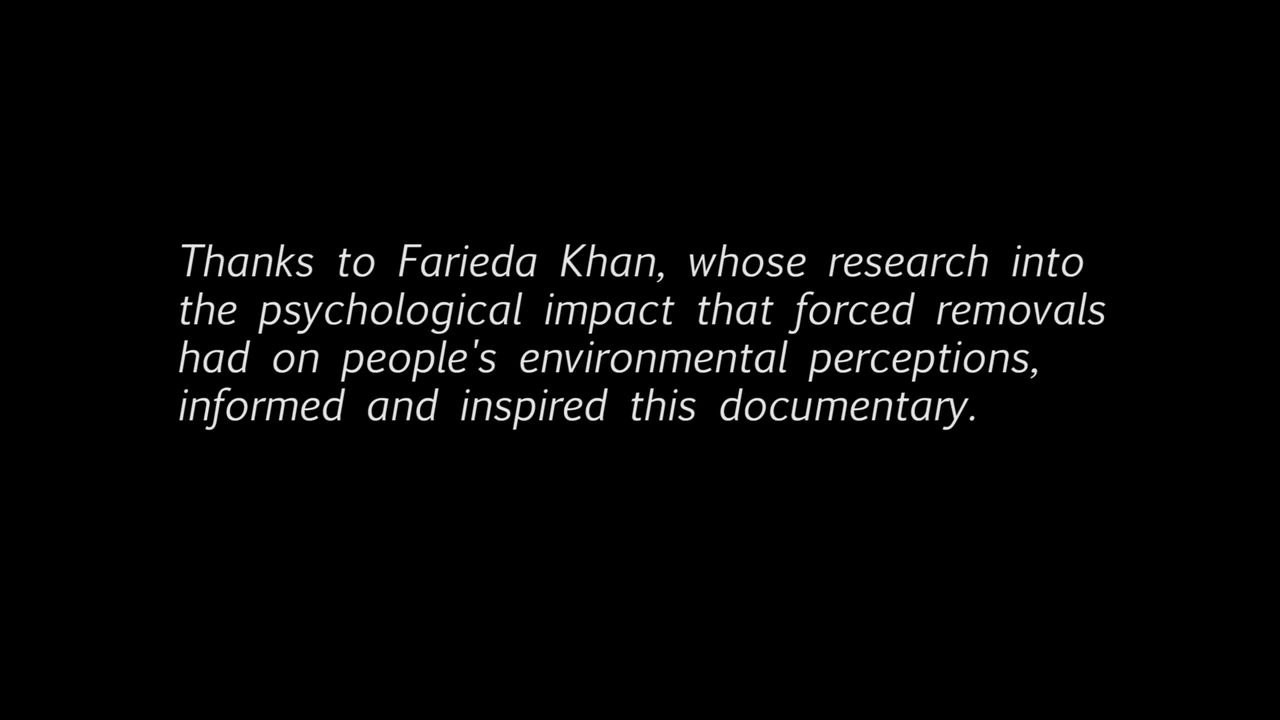 Thanks to Farieda Khan, whose research into
the psychological impact that forced removals
had on people's environmental perceptions,
informed and inspired this documentary.